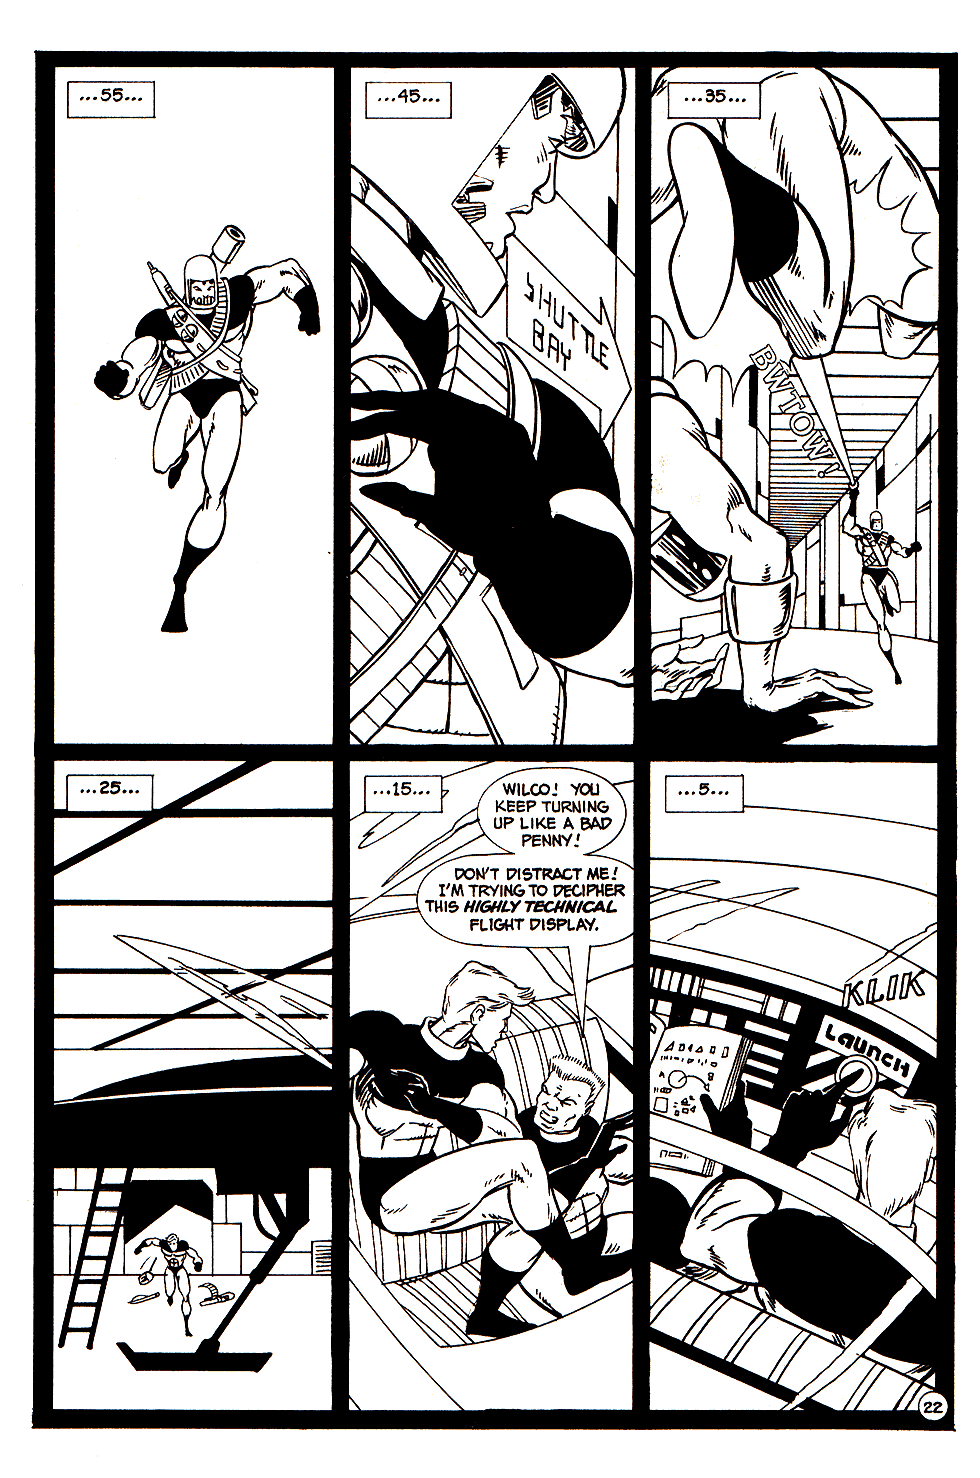 ...55...
...45...
SHUTTLE
BAY
...35...
BWTOW!
...25...
...15...
WILCO! YOU
KEEP TURNING
UP LIKE A BAD
PENNY!
DON'T DISTRACT ME!
I'M TRYING TO DECIPHER
THIS HIGHLY TECHNICAL
FLIGHT DISPLAY.
...5...
KLIK
LAUNCH
A
B
22